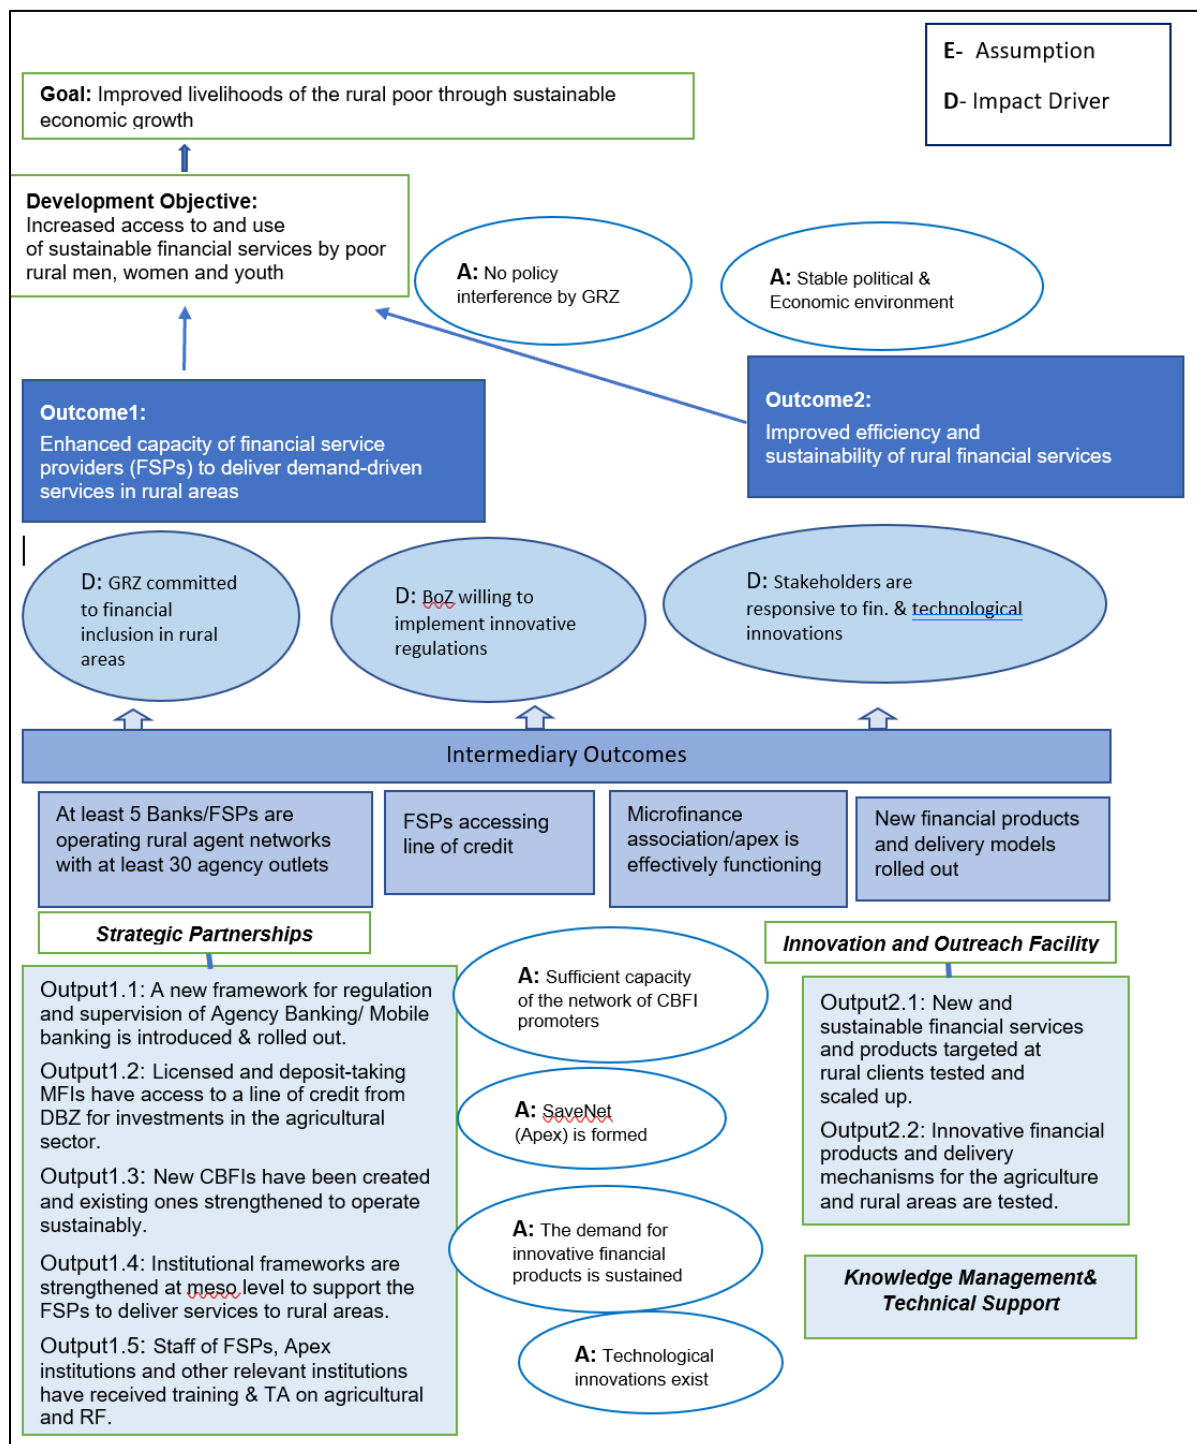 E- Assumption
D- Impact Driver
Goal: Improved livelihoods of the rural poor through sustainable
economic growth
Development Objective:
Increased access to and use
of sustainable financial services by poor
rural men, women and youth
A: No policy
interference by GRZ
A: Stable political &
Economic environment
Outcome1:
Enhanced capacity of financial service
providers (FSPs) to deliver demand-driven
services in rural areas
Outcome2:
Improved efficiency and
sustainability of rural financial services
D: GRZ committed
to financial
inclusion in rural
areas
D: BoZ willing to
implement innovative
regulations
D: Stakeholders are
responsive to fin. & technological
innovations
Intermediary Outcomes
At least 5 Banks/FSPs are
operating rural agent networks
with at least 30 agency outlets
FSPs accessing
line of credit
Microfinance
association/apex is
effectively functioning
New financial products
and delivery models
rolled out
Strategic Partnerships
Output1.1: A new framework for regulation
and supervision of Agency Banking/ Mobile
banking is introduced & rolled out.
Output1.2: Licensed and deposit-taking
MFIs have access to a line of credit from
DBZ for investments in the agricultural
sector.
Output1.3: New CBFIs have been created
and existing ones strengthened to operate
sustainably.
Output1.4: Institutional frameworks are
strengthened at meso level to support the
FSPs to deliver services to rural areas.
Output1.5: Staff of FSPs, Apex
institutions and other relevant institutions
have received training & TA on agricultural
and RF.
A: Sufficient capacity
of the network of CBFI
promoters
A: SaveNet
(Apex) is formed
A: The demand for
innovative financial
products is sustained
A: Technological
innovations exist
Innovation and Outreach Facility
Output2.1: New and
sustainable financial services
and products targeted at
rural clients tested and
scaled up.
Output2.2: Innovative financial
products and delivery
mechanisms for the agriculture
and rural areas are tested.
Knowledge Management&
Technical Support